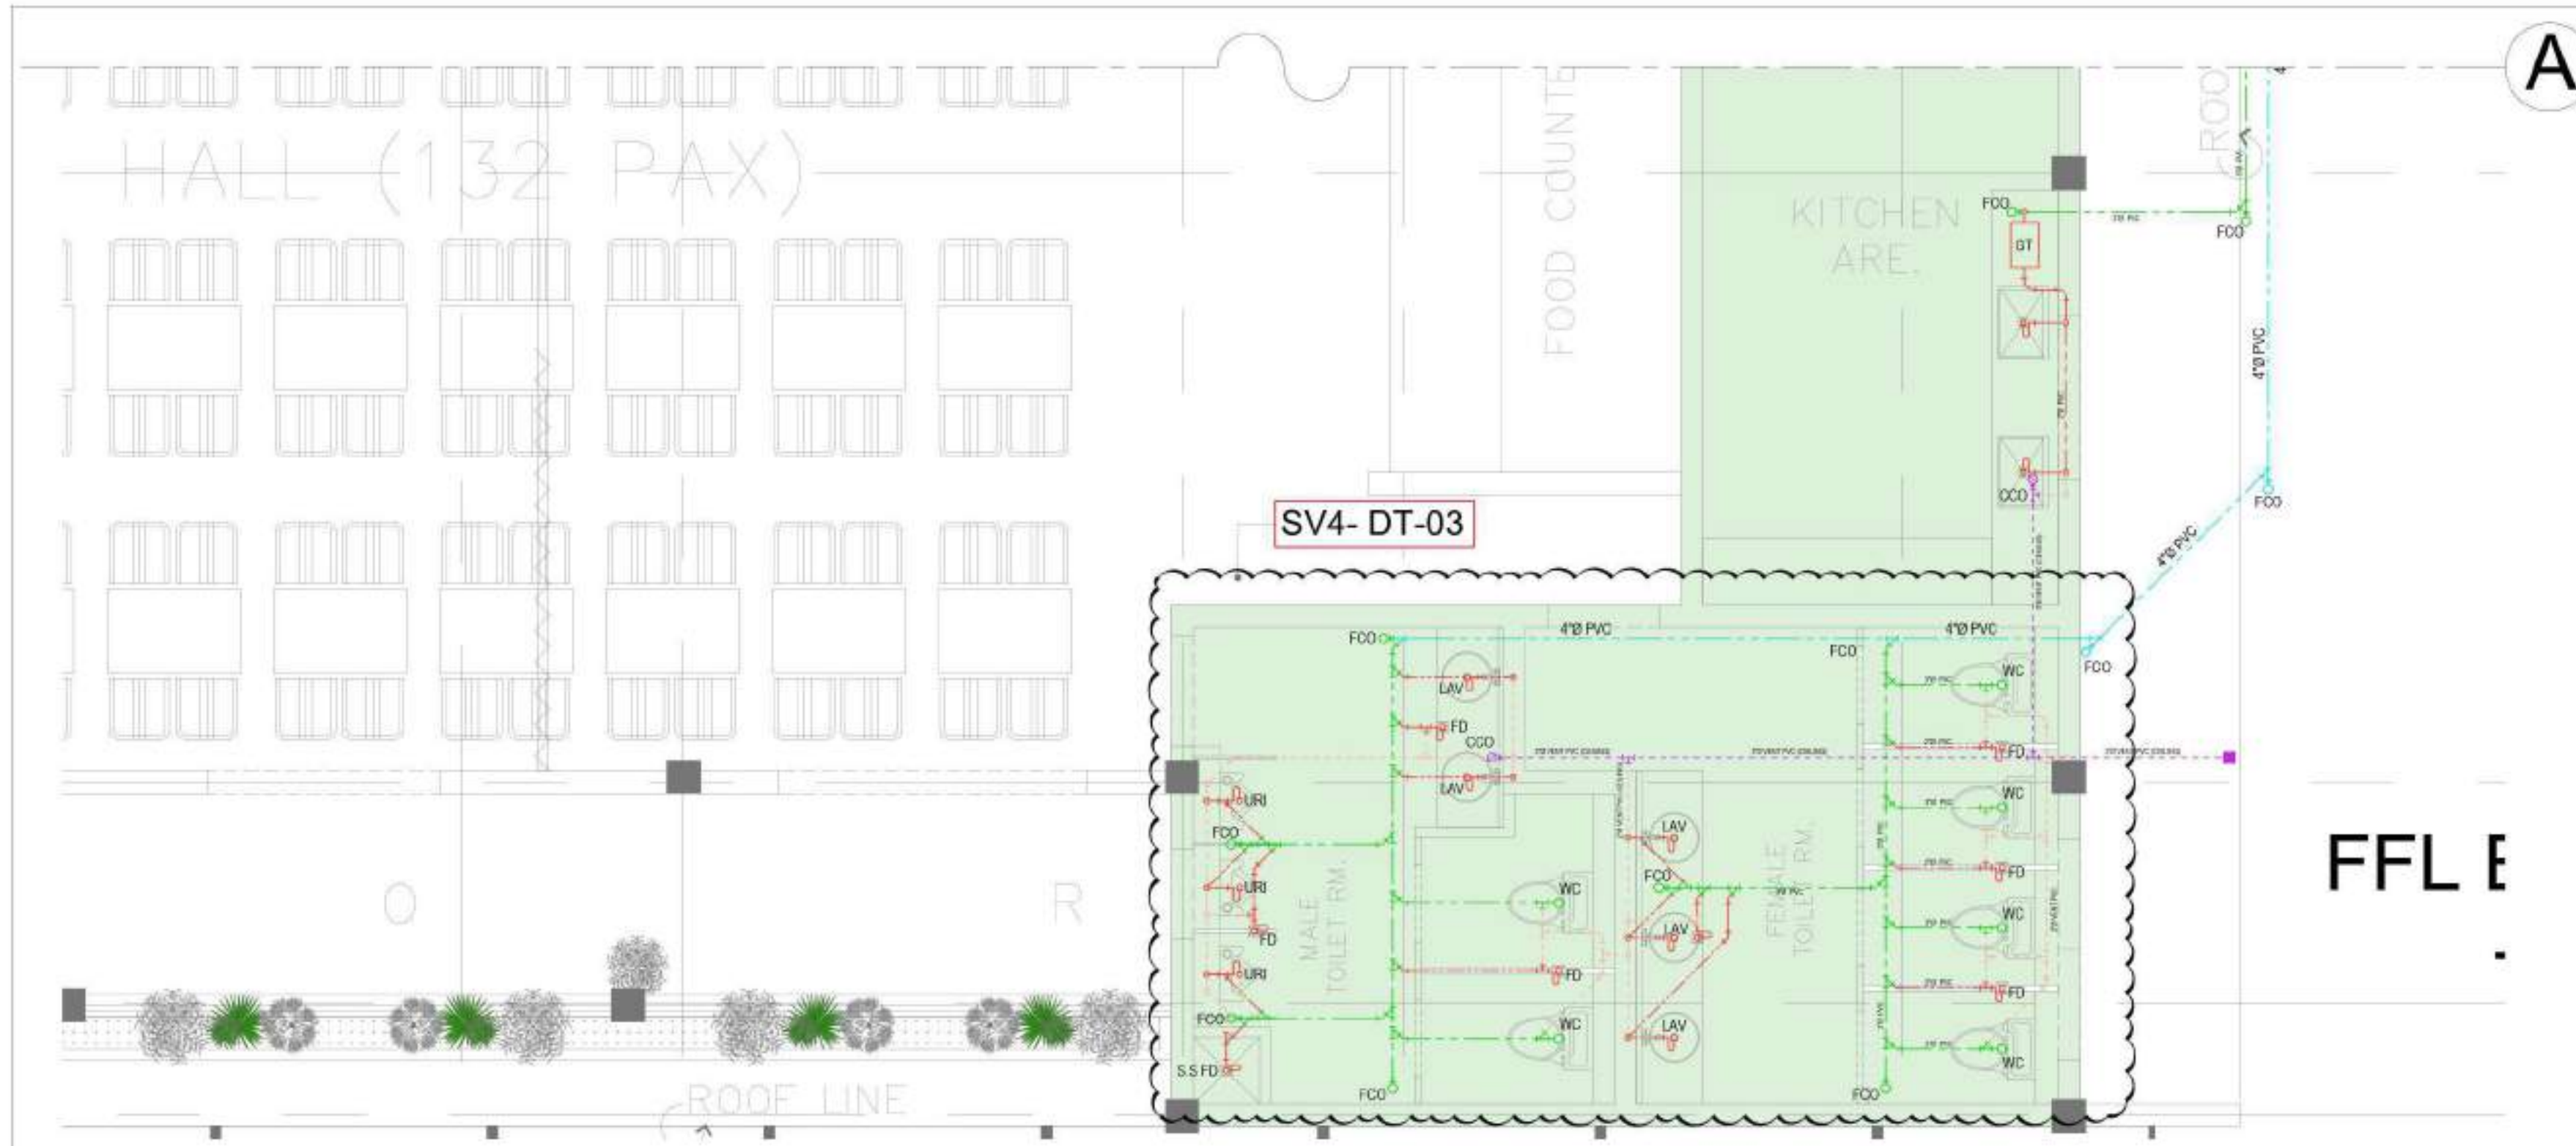 A
4
ROO
HALL (132 PAX)
FOOD COUNTE
KITCHEN
ARE.
FCO
FCO
GT
4"Ø PVC
CCO
FCO
SV4- DT-03
4"Ø PVC
FCO
4"Ø PVC
4"Ø PVC
FCO
FCO
WC
LAV
FD
CCO
FD
LAV
WC
URI
FCO
LAV
FFL E
FD
FCO
URI
WC
Q
R
MALE
TOILET RM.
FEMALE
TOILET RM.
WC
LAV
FD
URI
FD
FD
FCO
WC
LAV
WC
S.S FD
FCO
FCO
ROOF LINE